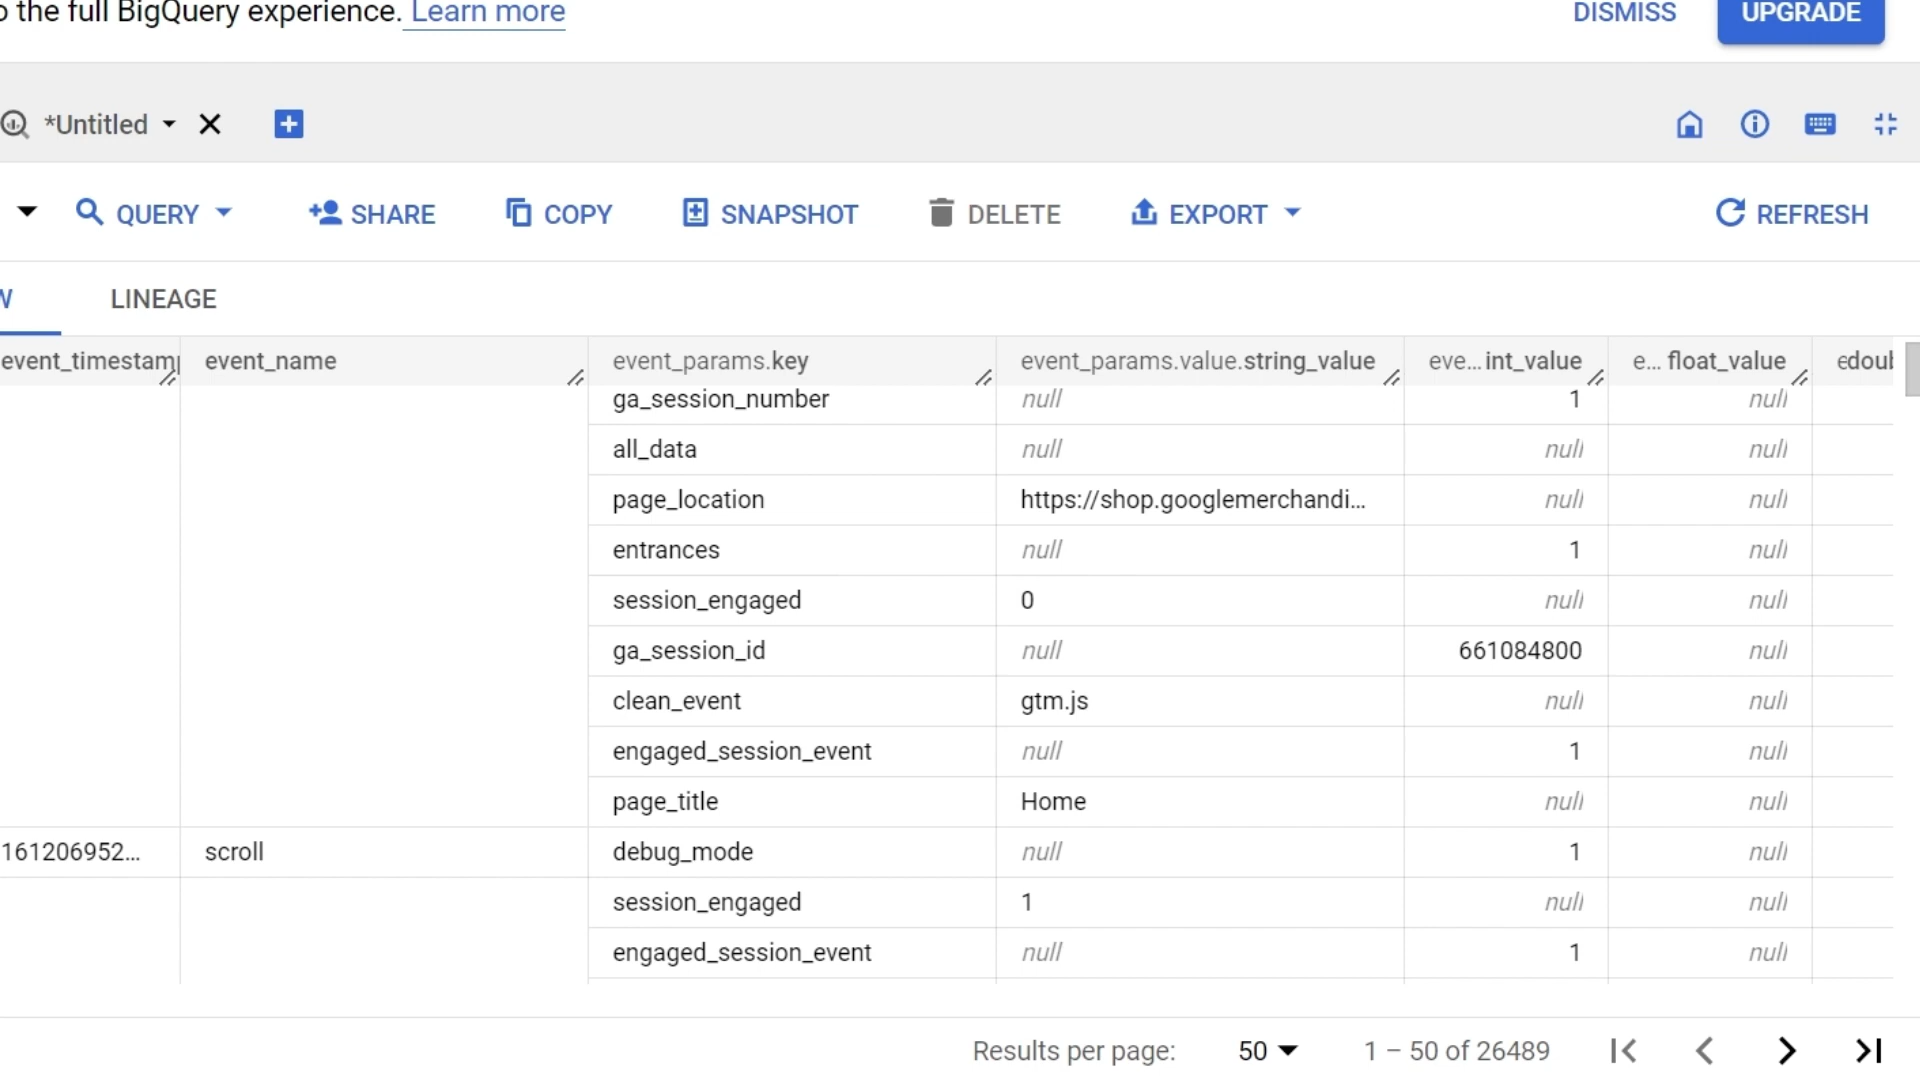 o the full BigQuery experience. Learn more DISMISS UPGRADE
*Untitled
QUERY SHARE COPY SNAPSHOT DELETE EXPORT REFRESH
W LINEAGE
event_timestamp event_name event_params.key event_params.value.string_value eve... int_value e... float_value edoub
ga_session_number null 1 null
all_data null null null
page_location https://shop.googlemerchandi... null null
entrances null 1 null
session_engaged 0 null null
ga_session_id null 661084800 null
clean_event gtm.js null null
engaged_session_event null 1 null
page_title Home null null
161206952... scroll debug_mode null 1 null
session_engaged 1 null null
engaged_session_event null 1 null
Results per page: 50 1 – 50 of 26489